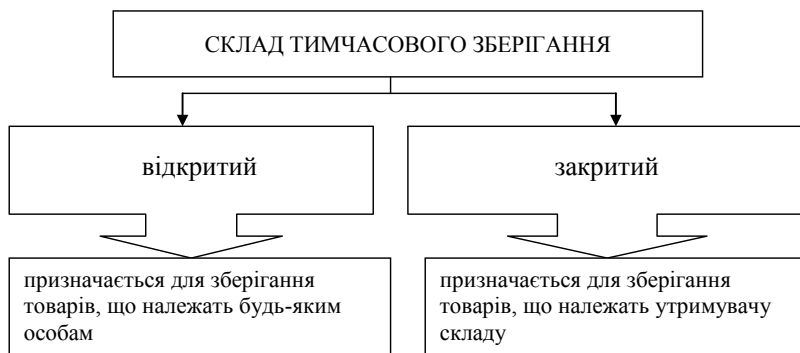 СКЛАД ТИМЧАСОВОГО ЗБЕРІГАННЯ
відкритий
закритий
призначається для зберігання
товарів, що належать будь-яким
особам
призначається для зберігання
товарів, що належать утримувачу
складу